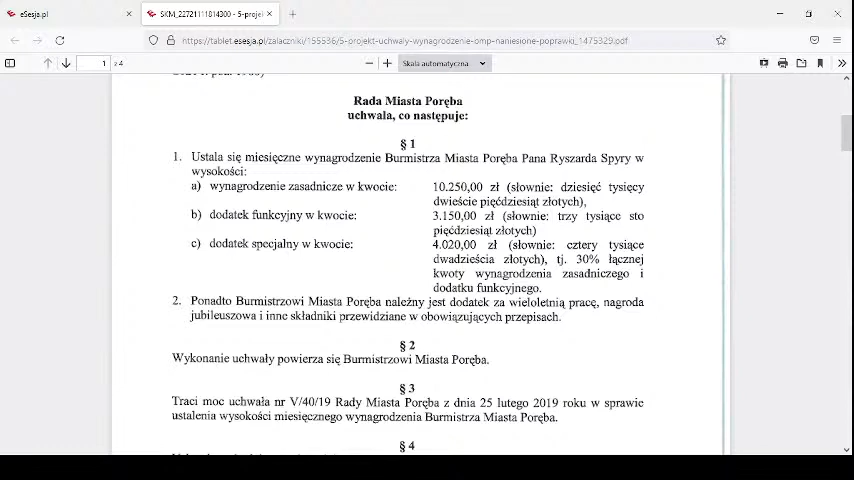 eSesja.pl
SKM_22721111814300 - 5-projek
https://tablet.esesja.pl/zalaczniki/155536/5-projekt-uchwaly-wynagrodzenie-omp-naniesione-poprawki_1475329.pdf
1 z 4
Skala automatyczna
Rada Miasta Poręba
uchwala, co następuje:
§ 1
1. Ustala się miesięczne wynagrodzenie Burmistrza Miasta Poręba Pana Ryszarda Spyry w
wysokości:
a) wynagrodzenie zasadnicze w kwocie: 10.250,00 zł (słownie: dziesięć tysięcy
dwieście pięćdziesiąt złotych),
b) dodatek funkcyjny w kwocie: 3.150,00 zł (słownie: trzy tysiące sto
pięćdziesiąt złotych)
c) dodatek specjalny w kwocie: 4.020,00 zł (słownie: cztery tysiące
dwadzieścia złotych), tj. 30% łącznej
kwoty wynagrodzenia zasadniczego i
dodatku funkcyjnego.
2. Ponadto Burmistrzowi Miasta Poręba należny jest dodatek za wieloletnią pracę, nagroda
jubileuszowa i inne składniki przewidziane w obowiązujących przepisach.
§ 2
Wykonanie uchwały powierza się Burmistrzowi Miasta Poręba.
§ 3
Traci moc uchwała nr V/40/19 Rady Miasta Poręba z dnia 25 lutego 2019 roku w sprawie
ustalenia wysokości miesięcznego wynagrodzenia Burmistrza Miasta Poręba.
§ 4